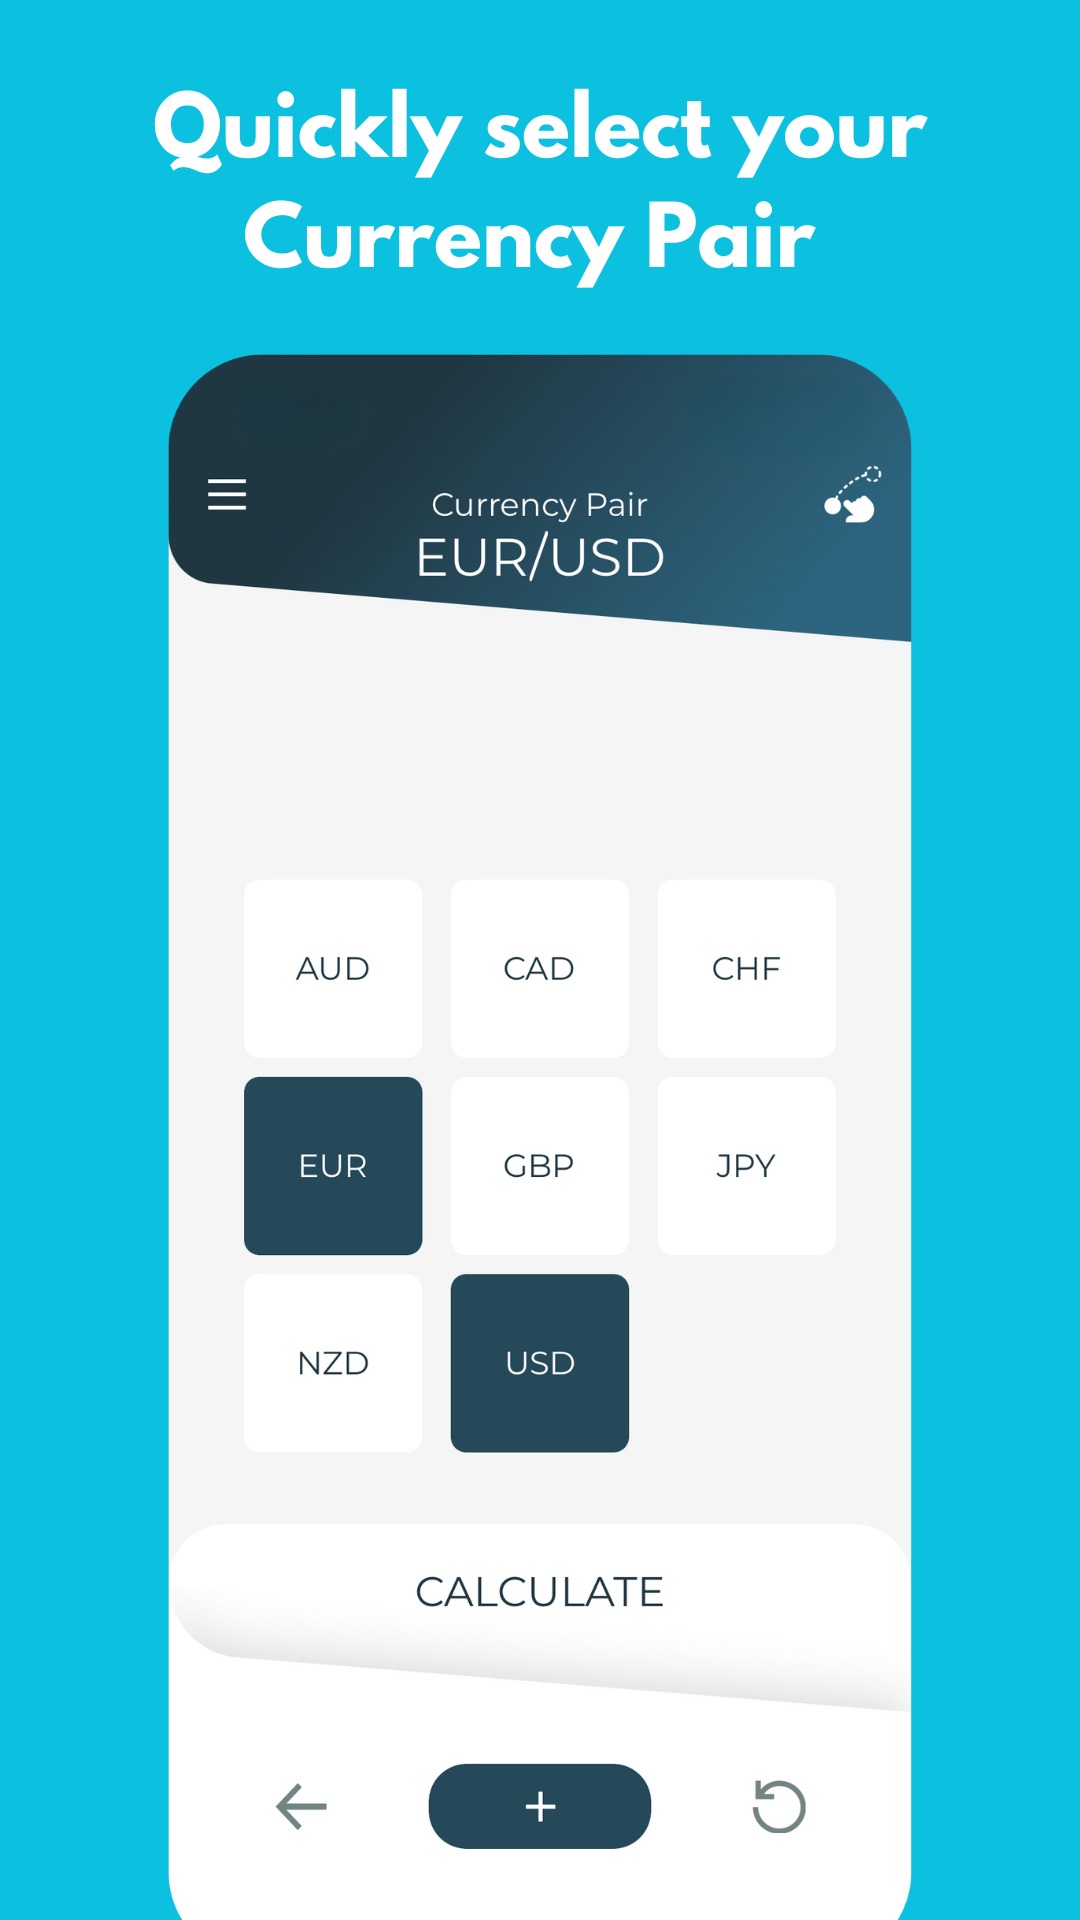 Quickly select your
Currency Pair
Currency Pair
EUR/USD
AUD CAD CHF
EUR GBP JPY
NZD USD
CALCULATE
+